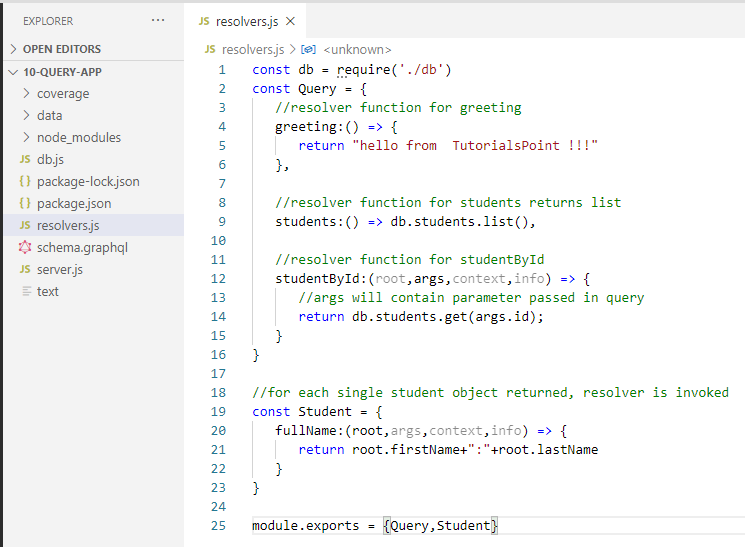 EXPLORER ...
OPEN EDITORS
10-QUERY-APP
coverage
data
node_modules
JS db.js
{} package-lock.json
{} package.json
JS resolvers.js
schema.graphql
JS server.js
text
JS resolvers.js ×
JS resolvers.js > <unknown>
1 const db = require('./db')
2 const Query = {
3 //resolver function for greeting
4 greeting:() => {
5 return "hello from  TutorialsPoint !!!"
6 },
7
8 //resolver function for students returns list
9 students:() => db.students.list(),
10
11 //resolver function for studentById
12 studentById:(root,args,context,info) => {
13 //args will contain parameter passed in query
14 return db.students.get(args.id);
15 }
16 }
17
18 //for each single student object returned, resolver is invoked
19 const Student = {
20 fullName:(root,args,context,info) => {
21 return root.firstName+":"+root.lastName
22 }
23 }
24
25 module.exports = {Query,Student}